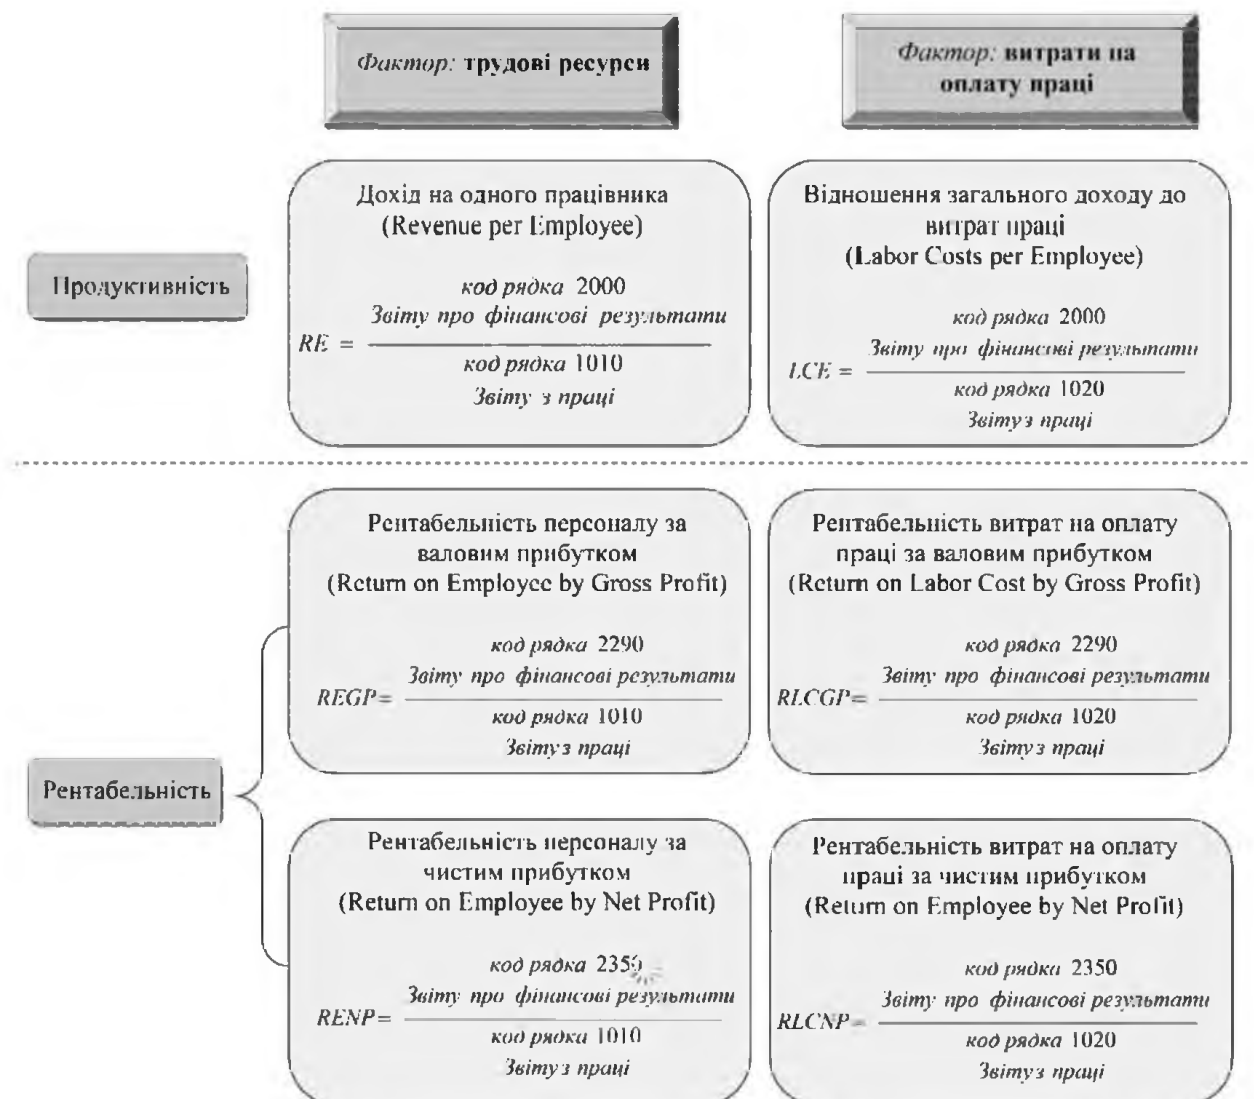 Фактор: трудові ресурси
Фактор: витрати на
оплату праці
Продуктивність
Дохід на одного працівника
(Revenue per Employee)
код рядка 2000
Звіту про фінансові результати
RE =
код рядка 1010
Звіту з праці
Відношення загального доходу до
витрат праці
(Labor Costs per Employee)
код рядка 2000
Звіту про фінансові результати
LCE =
код рядка 1020
Звіту з праці
Рентабельність
Рентабельність персоналу за
валовим прибутком
(Return on Employee by Gross Profit)
код рядка 2290
Звіту про фінансові результати
REGP=
код рядка 1010
Звіту з праці
Рентабельність витрат на оплату
праці за валовим прибутком
(Return on Labor Cost by Gross Profit)
код рядка 2290
Звіту про фінансові результати
RLCGP=
код рядка 1020
Звіту з праці
Рентабельність персоналу за
чистим прибутком
(Return on Employee by Net Profit)
код рядка 2350
Звіту про фінансові результати
RENP=
код рядка 1010
Звіту з праці
Рентабельність витрат на оплату
праці за чистим прибутком
(Return on Employee by Net Profit)
код рядка 2350
Звіту про фінансові результати
RLCNP=
код рядка 1020
Звіту з праці